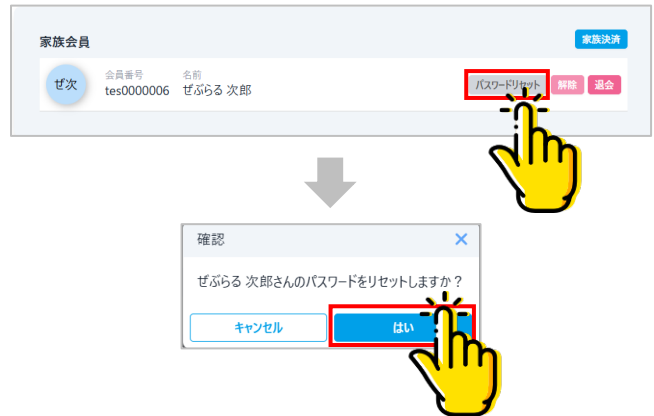 家族会員
家族決済
ぜ次
会員番号
名前
tes0000006
ぜぶらる 次郎
パスワードリセット
解除
退会
確認
ぜぶらる 次郎さんのパスワードをリセットしますか？
キャンセル
はい